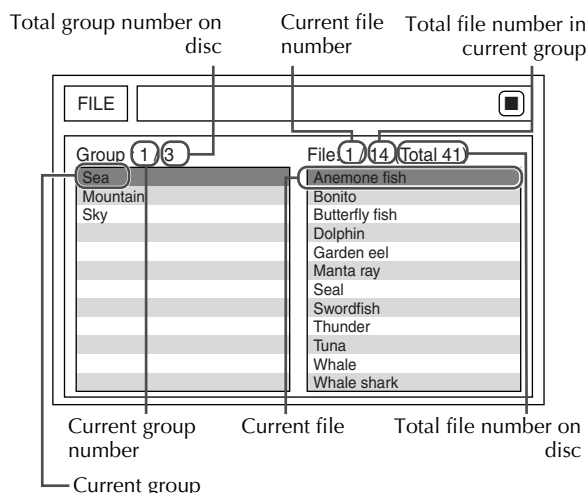 Total group number on
disc
Current file
number
Total file number in
current group
FILE
Group 1 / 3
File: 1 / 14 (Total 41)
Sea
Mountain
Sky
Anemone fish
Bonito
Butterfly fish
Dolphin
Garden eel
Manta ray
Seal
Swordfish
Thunder
Tuna
Whale
Whale shark
Current group
number
Current file
Total file number on
disc
Current group